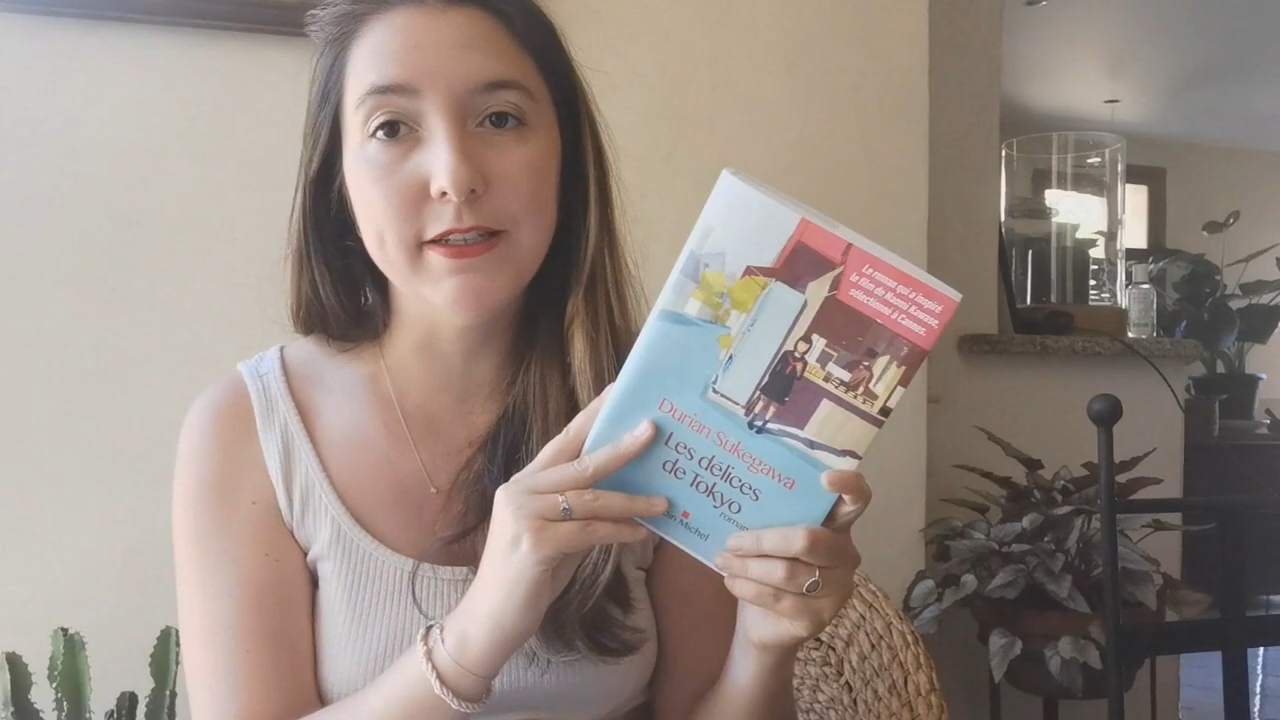 Le roman qui a inspiré
le film de Naomi Kawase,
sélectionné à Cannes.
Durian Sukegawa
Les délices
de Tokyo
roman
Michel